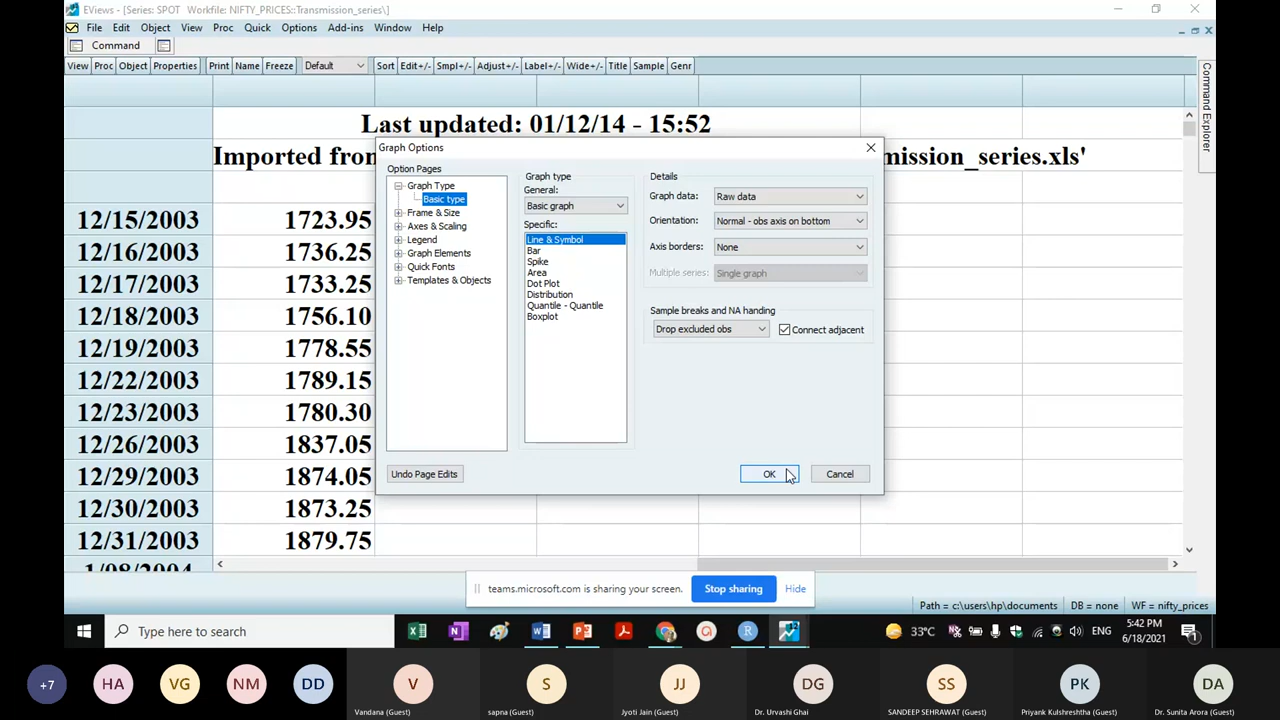 EViews - [Series: SPOT   Workfile: NIFTY_PRICES::Transmission_series\]
File Edit Object View Proc Quick Options Add-ins Window Help
Command
View Proc Object Properties Print Name Freeze Default Sort Edit+/- Smpl+/- Adjust+/- Label+/- Wide+/- Title Sample Genr
Command Explorer
Last updated: 01/12/14 - 15:52
Imported from
mission_series.xls'
12/15/2003 1723.95
12/16/2003 1736.25
12/17/2003 1733.25
12/18/2003 1756.10
12/19/2003 1778.55
12/22/2003 1789.15
12/23/2003 1780.30
12/26/2003 1837.05
12/29/2003 1874.05
12/30/2003 1873.25
12/31/2003 1879.75
1/08/2004
Graph Options
Option Pages
Graph Type
Basic type
Frame & Size
Axes & Scaling
Legend
Graph Elements
Quick Fonts
Templates & Objects
Undo Page Edits
Graph type
General:
Basic graph
Specific:
Line & Symbol
Bar
Spike
Area
Dot Plot
Distribution
Quantile - Quantile
Boxplot
Details
Graph data: Raw data
Orientation: Normal - obs axis on bottom
Axis borders: None
Multiple series: Single graph
Sample breaks and NA handing
Drop excluded obs Connect adjacent
OK Cancel
teams.microsoft.com is sharing your screen. Stop sharing Hide
Path = c:\users\hp\documents DB = none WF = nifty_prices
Type here to search
33°C ENG
5:42 PM
6/18/2021
1
+7 HA VG NM DD V S JJ DG SS PK DA
Vandana (Guest) sapna (Guest) Jyoti Jain (Guest) Dr. Urvashi Ghai SANDEEP SEHRAWAT (Guest) Priyank Kulshreshtha (Guest) Dr. Sunita Arora (Guest)